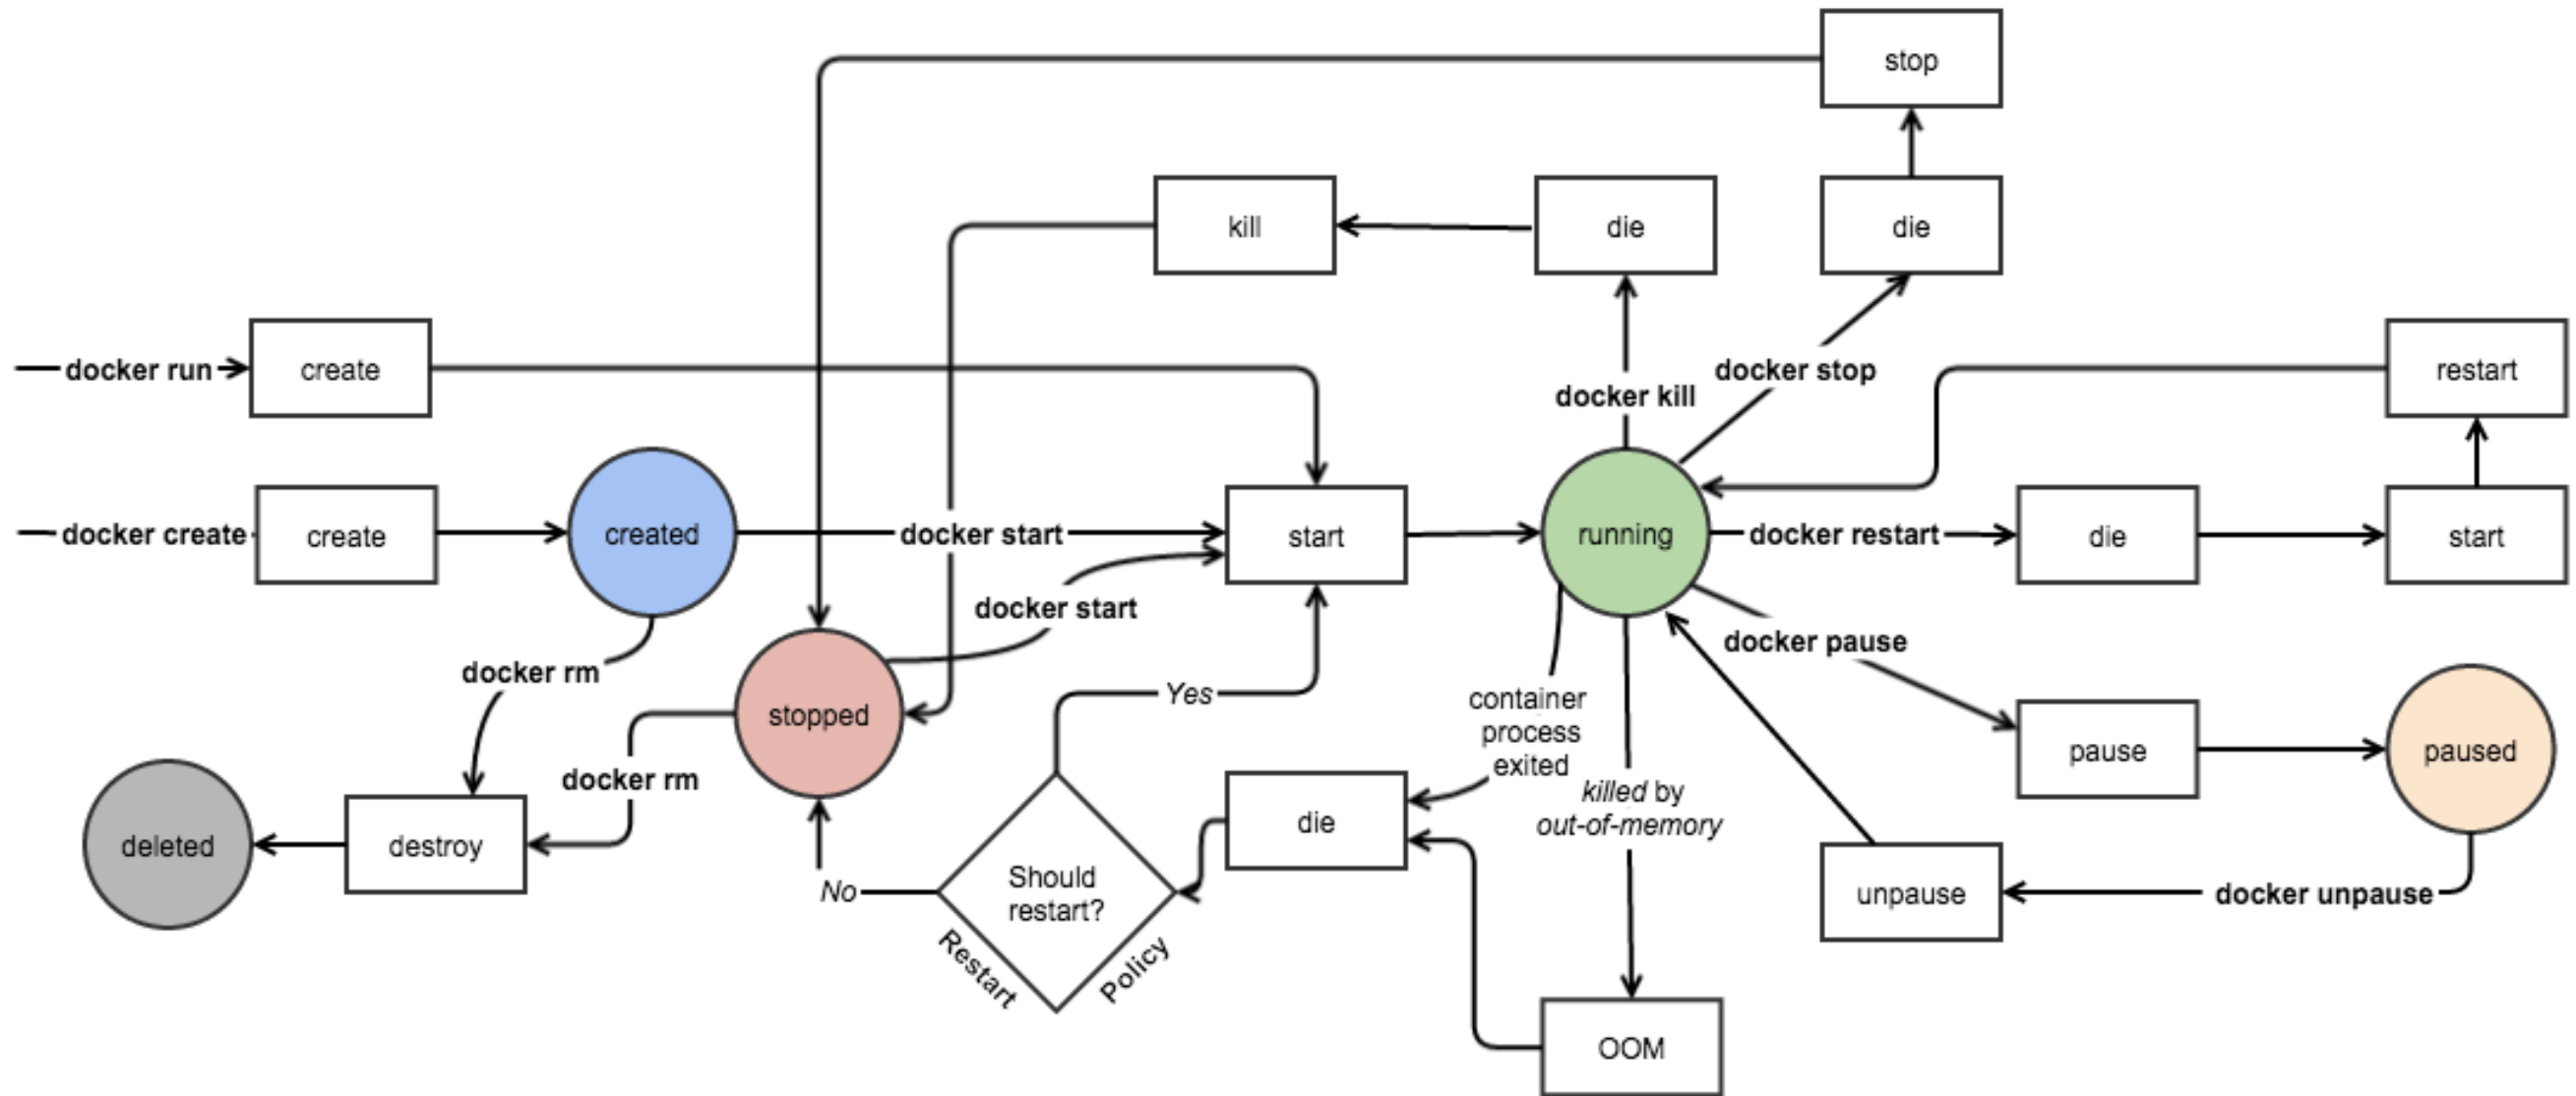 stop
kill
die
die
docker run
create
docker kill
docker stop
restart
docker create
create
created
docker start
start
running
docker restart
die
start
docker start
docker rm
stopped
docker rm
Yes
container
process
exited
docker pause
pause
paused
deleted
destroy
No
Should
restart?
Restart
Policy
die
killed by
out-of-memory
unpause
docker unpause
OOM